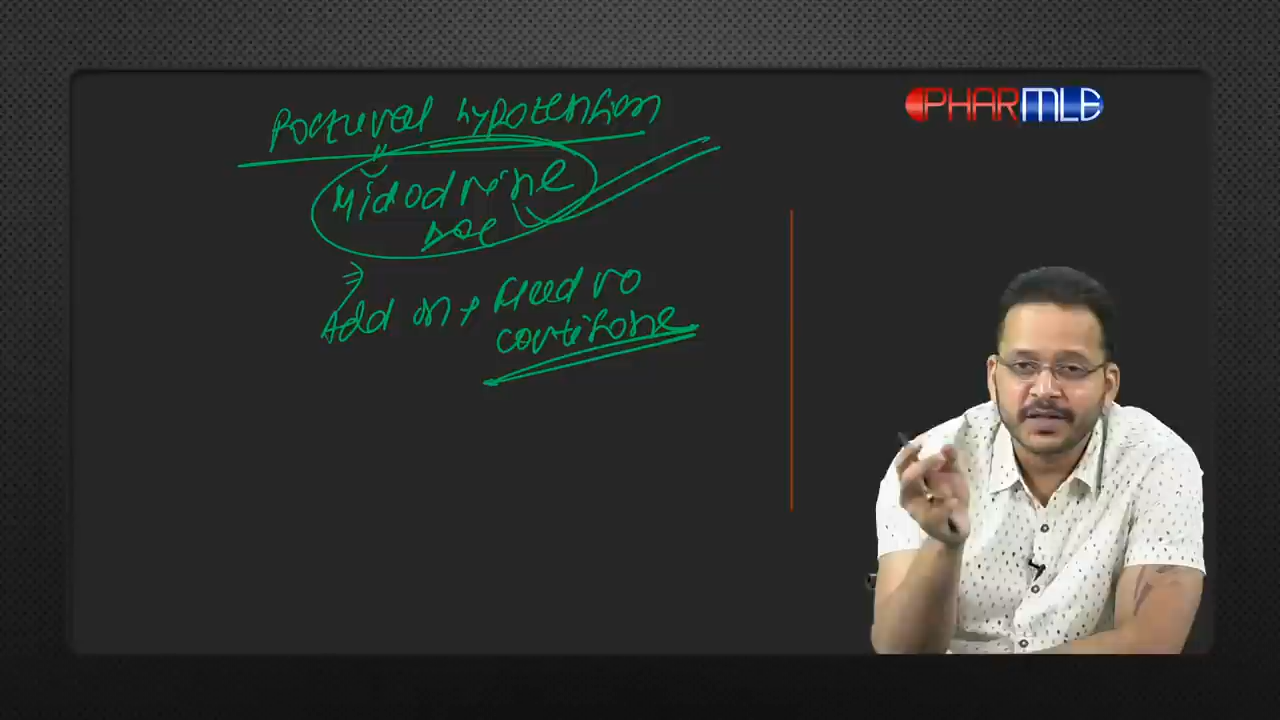 Postural hypotension
Midodrine
DOC
Add on → Fludro
cortisone
PHARMLE